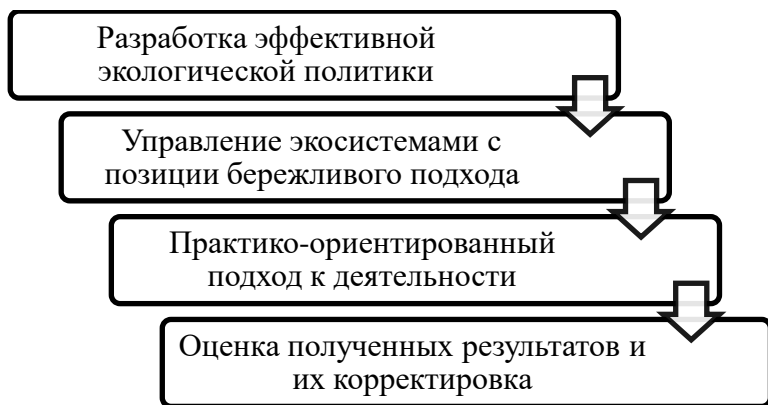 Разработка эффективной
экологической политики
Управление экосистемами с
позиции бережливого подхода
Практико-ориентированный
подход к деятельности
Оценка полученных результатов и
их корректировка